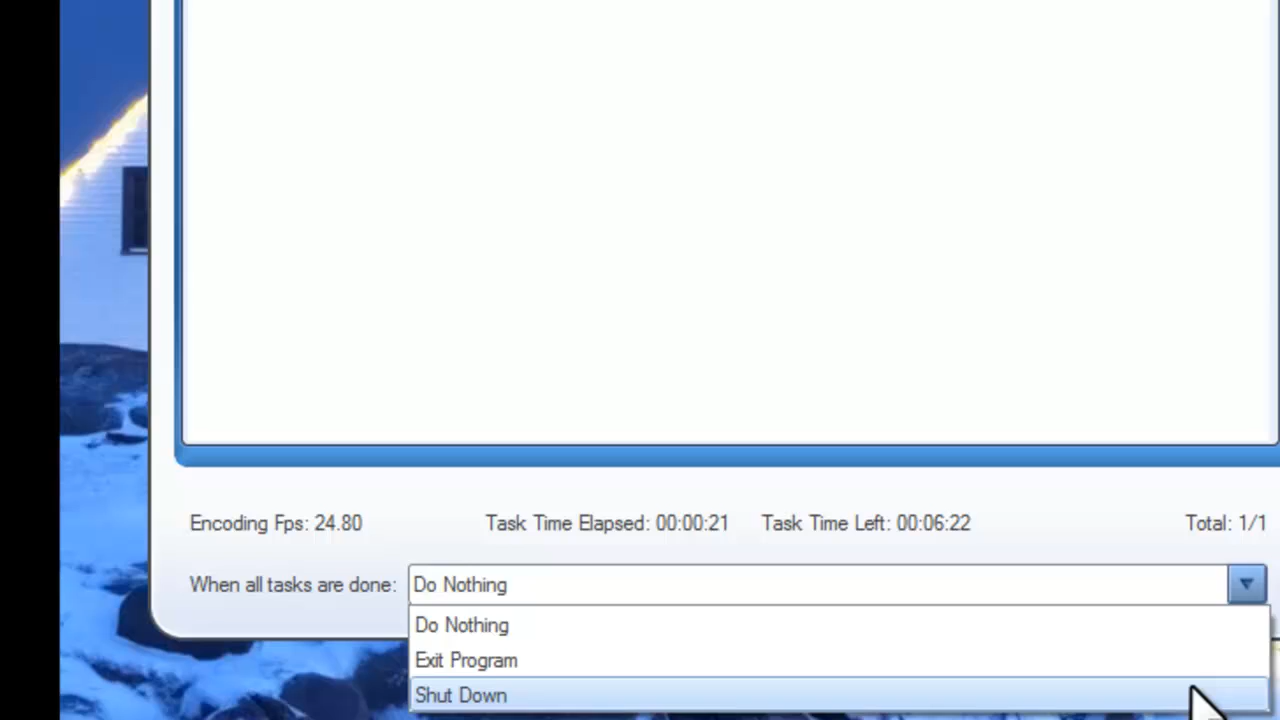 Encoding Fps: 24.80 Task Time Elapsed: 00:00:21 Task Time Left: 00:06:22 Total: 1/1
When all tasks are done: Do Nothing
Do Nothing
Exit Program
Shut Down